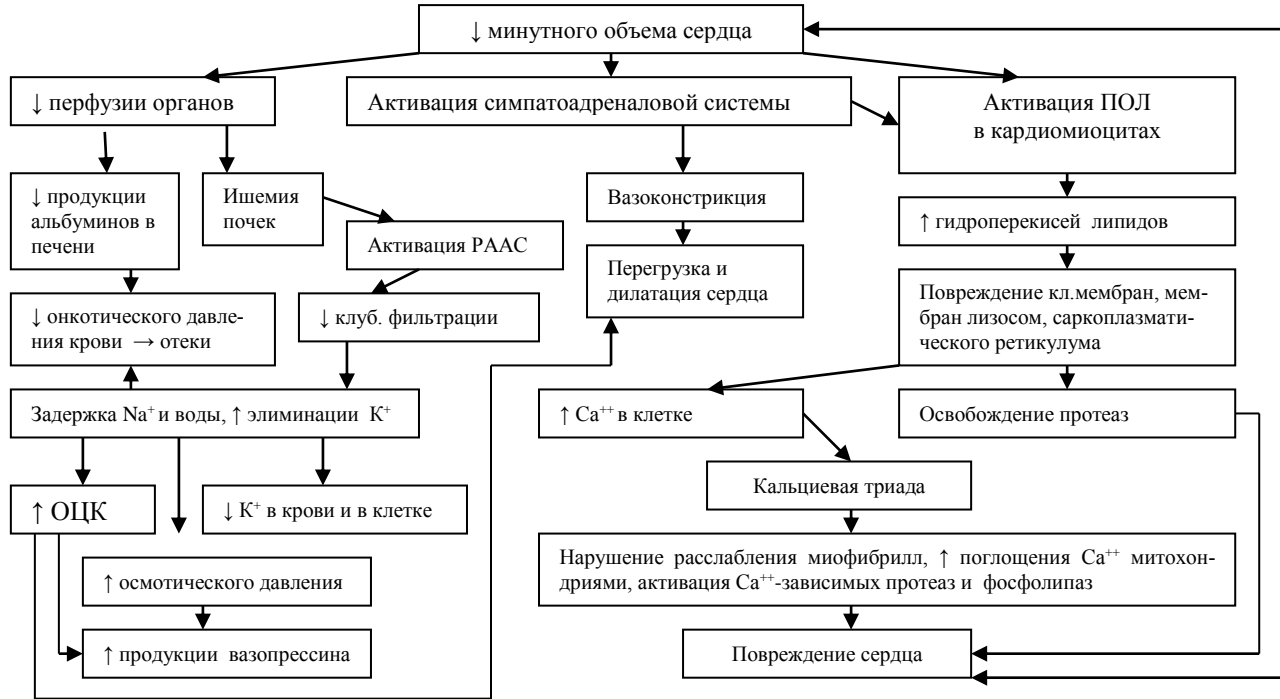 ↓ минутного объема сердца
↓ перфузии органов
Активация симпатоадреналовой системы
Активация ПОЛ
в кардиомиоцитах
↓ продукции
альбуминов в
печени
Ишемия
почек
Активация РААС
Вазоконстрикция
↑ гидроперекисей липидов
↓ онкотического давле-
ния крови → отеки
↓ клуб. фильтрации
Перегрузка и
дилатация сердца
Повреждение кл.мембран, мем-
бран лизосом, саркоплазмати-
ческого ретикулума
Задержка Na⁺ и воды, ↑ элиминации К⁺
↑ Са⁺⁺ в клетке
Освобождение протеаз
↑ ОЦК
↓ К⁺ в крови и в клетке
Кальциевая триада
↑ осмотического давления
Нарушение расслабления миофибрилл, ↑ поглощения Са⁺⁺ митохон-
дриями, активация Са⁺⁺-зависимых протеаз и фосфолипаз
↑ продукции вазопрессина
Повреждение сердца